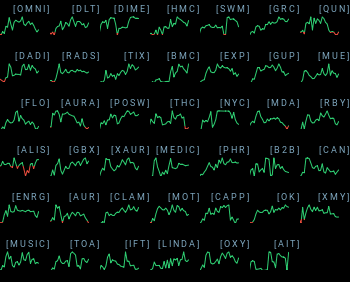 [OMNI] [DLT] [DIME] [HMC] [SWM] [GRC] [QUN]
[DADI] [RADS] [TIX] [BMC] [EXP] [GUP] [MUE]
[FLO] [AURA] [POSW] [THC] [NYC] [MDA] [RBY]
[ALIS] [GBX] [XAUR] [MEDIC] [PHR] [B2B] [CAN]
[ENRG] [AUR] [CLAM] [MOT] [CAPP] [OK] [XMY]
[MUSIC] [TOA] [IFT] [LINDA] [OXY] [AIT]